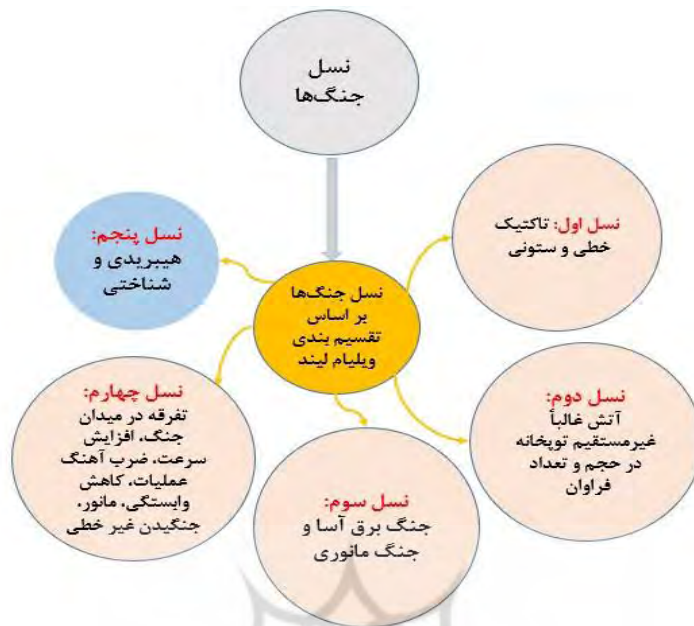 نسل
جنگ‌ها
نسل اول: تاکتیک
خطی و ستونی
نسل پنجم:
هیبریدی و
شناختی
نسل جنگ‌ها
بر اساس
تقسیم بندی
ویلیام لیند
نسل دوم:
آتش غالباً
غیرمستقیم توپخانه
در حجم و تعداد
فراوان
نسل چهارم:
تفرقه در میدان
جنگ، افزایش
سرعت، ضرب آهنگ
عملیات، کاهش
وابستگی، مانور،
جنگیدن غیر خطی
نسل سوم:
جنگ برق آسا و
جنگ مانوری